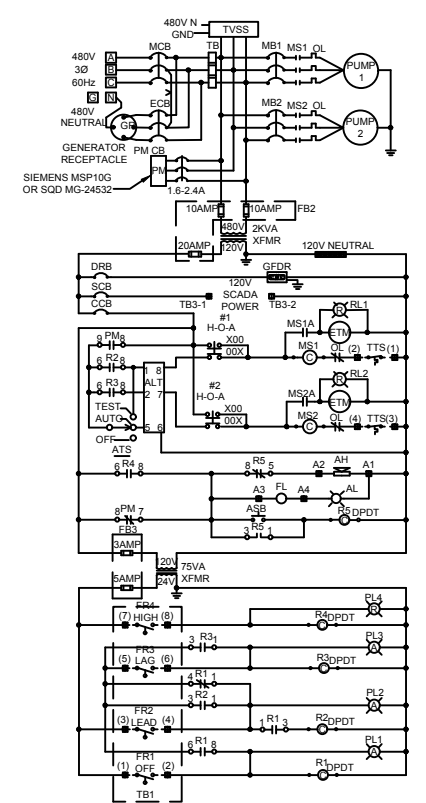 480V N
GND
TVSS
MCB
TB
MB1 MS1 OL
480V A
3Ø B
60Hz C
PUMP
1
G N
ECB
480V
NEUTRAL
GR
MB2 MS2 OL
PUMP
2
GENERATOR
RECEPTACLE
PM CB
PM
SIEMENS MSP10G
OR SQD MG-24532
1.6-2.4A
10AMP 10AMP FB2
480V 2KVA
XFMR
20AMP 120V
120V NEUTRAL
DRB
GFDR
SCB
120V
SCADA
POWER
TB3-1 TB3-2
CCB
#1
H-O-A
X00
00X
MS1A
R RL1
ETM
MS1
C
OL (2) TTS (1)
9 PM 8
6 R2 8
6 R3 8
1 8
ALT
2 7
5 6
TEST
AUTO
OFF
ATS
#2
H-O-A
X00
00X
MS2A
R RL2
ETM
MS2
C
OL (4) TTS(3)
6 R4 8
8 R5 5
A2 AH A1
A3 FL A4 AL
8 PM 7
ASB
R5 DPDT
3 R5 1
FB3
3AMP
120V 75VA
24V XFMR
5AMP
PL4
R
FR4
(7) HIGH (8)
R4 DPDT
PL3
A
3 R3 1
FR3
(5) LAG (6)
R3 DPDT
4 R1 1
3 R2 1
PL2
A
FR2
(3) LEAD (4)
1 R1 3
R2 DPDT
PL1
A
6 R1 8
FR1
(1) OFF (2)
R1 DPDT
TB1